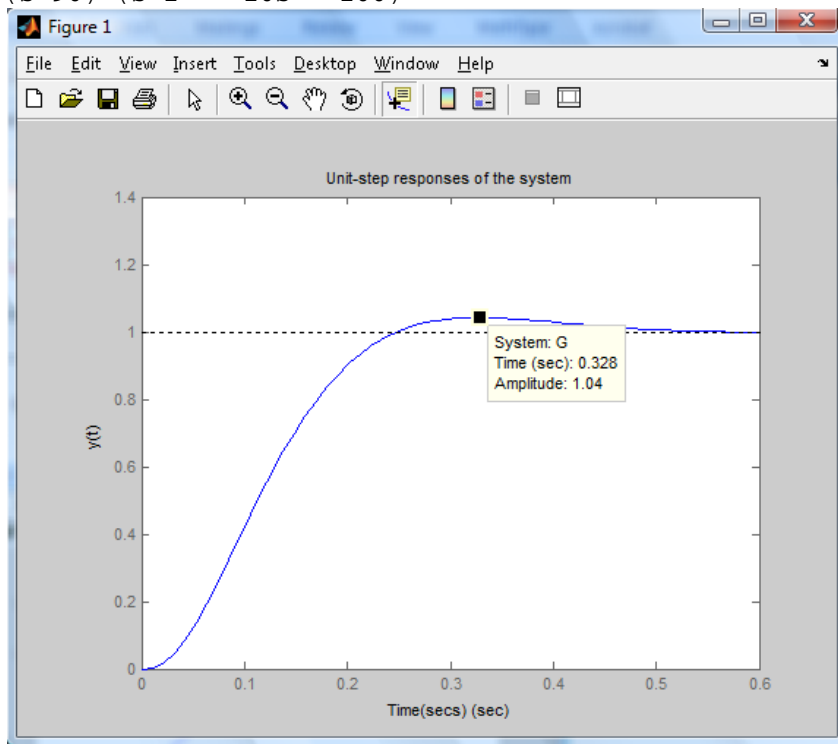 Figure 1
File Edit View Insert Tools Desktop Window Help
Unit-step responses of the system
1.4
1.2
1
0.8
0.6
0.4
0.2
0
y(t)
System: G
Time (sec): 0.328
Amplitude: 1.04
0 0.1 0.2 0.3 0.4 0.5 0.6
Time(secs) (sec)